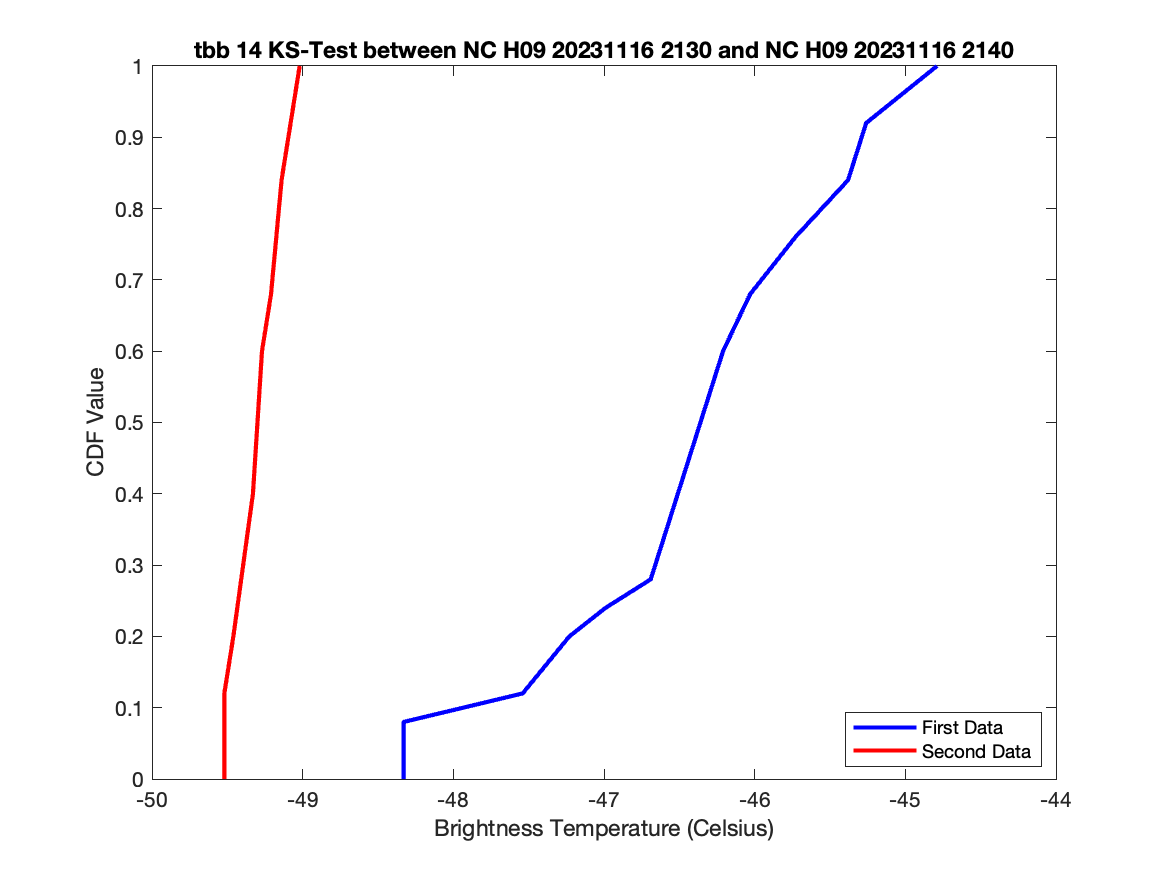 tbb 14 KS-Test between NC H09 20231116 2130 and NC H09 20231116 2140
1
0.9
0.8
0.7
0.6
0.5
0.4
0.3
0.2
0.1
0
CDF Value
First Data
Second Data
-50 -49 -48 -47 -46 -45 -44
Brightness Temperature (Celsius)